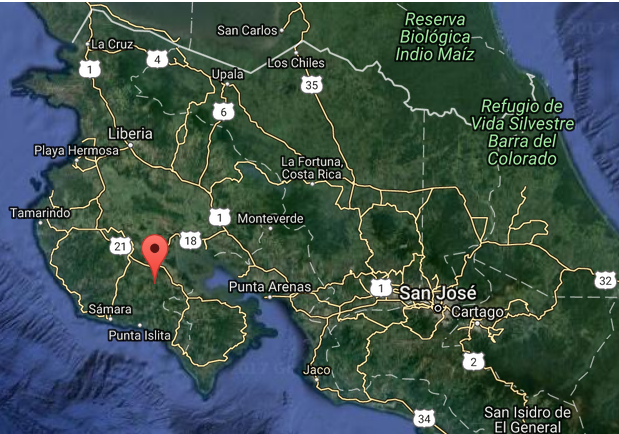 Reserva
Biológica
Indio Maíz
San Carlos
La Cruz
4
1
Los Chiles
Upala
35
6
Refugio de
Vida Silvestre
Barra del
Colorado
Liberia
Playa Hermosa
La Fortuna,
Costa Rica
Tamarindo
1
Monteverde
21
18
32
Punta Arenas
1
San José
Cartago
Sámara
Punta Islita
2
Jaco
34
San Isidro de
El General